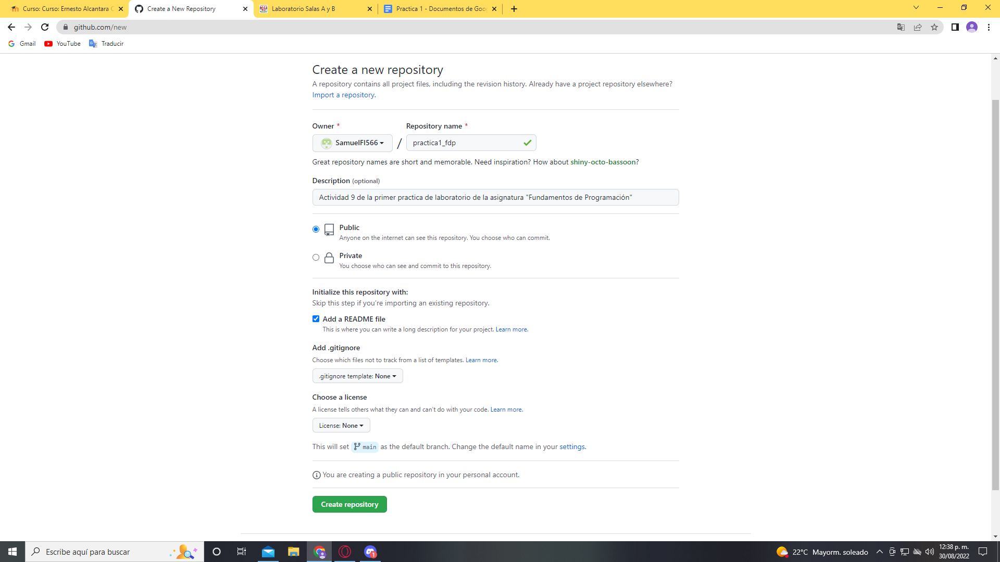 Curso: Curso: Ernesto Alcantara C
Create a New Repository
Laboratorio Salas A y B
Practica 1 - Documentos de Goo
github.com/new
Gmail
YouTube
Traducir
Create a new repository
A repository contains all project files, including the revision history. Already have a project repository elsewhere?
Import a repository.
Owner *
Repository name *
SamuelFI566
/
practica1_fdp
Great repository names are short and memorable. Need inspiration? How about shiny-octo-bassoon?
Description (optional)
Actividad 9 de la primer practica de laboratorio de la asignatura "Fundamentos de Programación"
Public
Anyone on the internet can see this repository. You choose who can commit.
Private
You choose who can see and commit to this repository.
Initialize this repository with:
Skip this step if you’re importing an existing repository.
Add a README file
This is where you can write a long description for your project. Learn more.
Add .gitignore
Choose which files not to track from a list of templates. Learn more.
.gitignore template: None
Choose a license
A license tells others what they can and can't do with your code. Learn more.
License: None
This will set main as the default branch. Change the default name in your settings.
You are creating a public repository in your personal account.
Create repository
Escribe aquí para buscar
1
22°C Mayorm. soleado
12:38 p. m.
30/08/2022